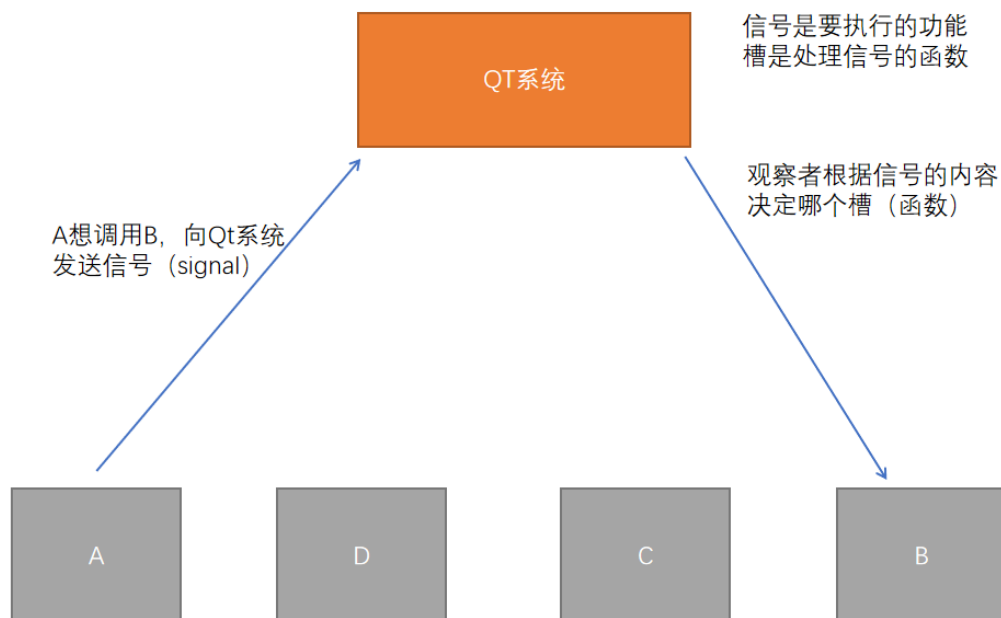 信号是要执行的功能
槽是处理信号的函数
QT系统
观察者根据信号的内容
决定哪个槽（函数）
A想调用B，向Qt系统
发送信号（signal）
A
D
C
B